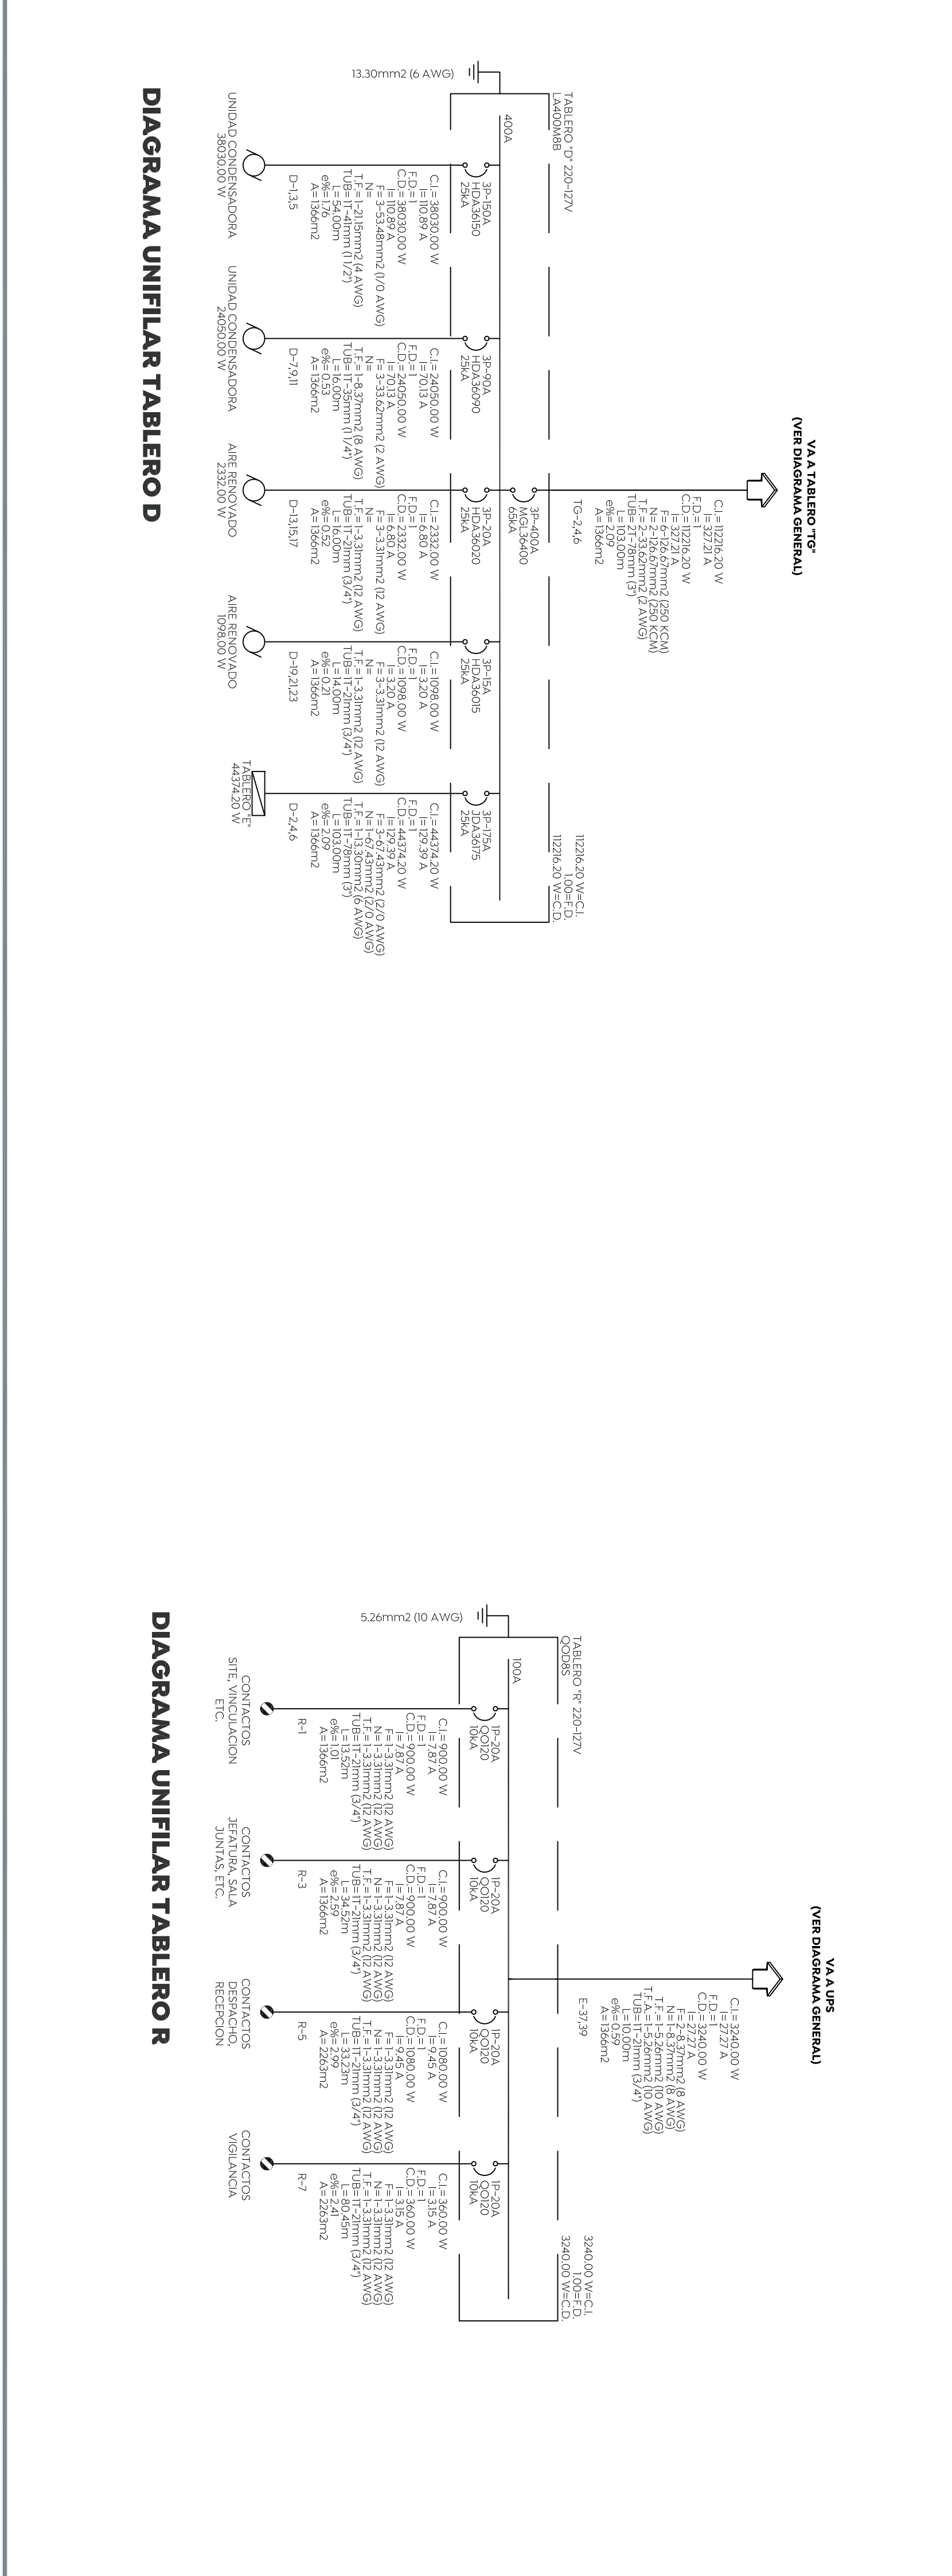 VA A TABLERO "TG"
(VER DIAGRAMA GENERAL)
C.I.= 112216.20 W
I= 327.21 A
F.D.= 1
C.D.= 112216.20 W
I= 327.21 A
F= 6-126.67mm2 (250 KCM)
N= 2-126.67mm2 (250 KCM)
T.F.= 2-33.62mm2 (2 AWG)
TUB= 2T-78mm (3")
L= 103.00m
e%= 2.09
A= 1366m2
TG-2,4,6
TABLERO "D" 220-127V
LA400M8B
112216.20 W=C.I.
1.00=F.D.
112216.20 W=C.D.
3P-400A
MGL36400
65kA
400A
13.30mm2 (6 AWG)
3P-150A
HDA36150
25kA
C.I.= 38030.00 W
I= 110.89 A
F.D.= 1
C.D.= 38030.00 W
I= 110.89 A
F= 3-53.48mm2 (1/0 AWG)
N=
T.F.= 1-21.15mm2 (4 AWG)
TUB= 1T-41mm (1 1/2")
L= 54.00m
e%= 1.76
A= 1366m2
D-1,3,5
UNIDAD CONDENSADORA
38030.00 W
3P-90A
HDA36090
25kA
C.I.= 24050.00 W
I= 70.13 A
F.D.= 1
C.D.= 24050.00 W
I= 70.13 A
F= 3-33.62mm2 (2 AWG)
N=
T.F.= 1-8.37mm2 (8 AWG)
TUB= 1T-35mm (1 1/4")
L= 16.00m
e%= 0.53
A= 1366m2
D-7,9,11
UNIDAD CONDENSADORA
24050.00 W
3P-20A
HDA36020
25kA
C.I.= 2332.00 W
I= 6.80 A
F.D.= 1
C.D.= 2332.00 W
I= 6.80 A
F= 3-3.31mm2 (12 AWG)
N=
T.F.= 1-3.31mm2 (12 AWG)
TUB= 1T-21mm (3/4")
L= 16.00m
e%= 0.52
A= 1366m2
D-13,15,17
AIRE RENOVADO
2332.00 W
3P-15A
HDA36015
25kA
C.I.= 1098.00 W
I= 3.20 A
F.D.= 1
C.D.= 1098.00 W
I= 3.20 A
F= 3-3.31mm2 (12 AWG)
N=
T.F.= 1-3.31mm2 (12 AWG)
TUB= 1T-21mm (3/4")
L= 14.00m
e%= 0.21
A= 1366m2
D-19,21,23
AIRE RENOVADO
1098.00 W
3P-175A
JDA36175
25kA
C.I.= 44374.20 W
I= 129.39 A
F.D.= 1
C.D.= 44374.20 W
I= 129.39 A
F= 3-67.43mm2 (2/0 AWG)
N= 1-67.43mm2 (2/0 AWG)
T.F.= 1-13.30mm2 (6 AWG)
TUB= 1T-78mm (3")
L= 103.00m
e%= 2.09
A= 1366m2
D-2,4,6
TABLERO "E"
44374.20 W
DIAGRAMA UNIFILAR TABLERO D
VA A UPS
(VER DIAGRAMA GENERAL)
C.I.= 3240.00 W
I= 27.27 A
F.D.= 1
C.D.= 3240.00 W
I= 27.27 A
F= 2-8.37mm2 (8 AWG)
N= 1-8.37mm2 (8 AWG)
T.F.= 1-5.26mm2 (10 AWG)
T.F.A.= 1-5.26mm2 (10 AWG)
TUB= 1T-21mm (3/4")
L= 10.00m
e%= 0.59
A= 1366m2
E-37,39
TABLERO "R" 220-127V
QOD8S
3240.00 W=C.I.
1.00=F.D.
3240.00 W=C.D.
100A
5.26mm2 (10 AWG)
1P-20A
QO120
10kA
C.I.= 900.00 W
I= 7.87 A
F.D.= 1
C.D.= 900.00 W
I= 7.87 A
F= 1-3.31mm2 (12 AWG)
N= 1-3.31mm2 (12 AWG)
T.F.= 1-3.31mm2 (12 AWG)
TUB= 1T-21mm (3/4")
L= 13.52m
e%= 1.01
A= 1366m2
R-1
CONTACTOS
SITE, VINCULACION
ETC.
1P-20A
QO120
10kA
C.I.= 900.00 W
I= 7.87 A
F.D.= 1
C.D.= 900.00 W
I= 7.87 A
F= 1-3.31mm2 (12 AWG)
N= 1-3.31mm2 (12 AWG)
T.F.= 1-3.31mm2 (12 AWG)
TUB= 1T-21mm (3/4")
L= 34.52m
e%= 2.59
A= 1366m2
R-3
CONTACTOS
JEFATURA, SALA
JUNTAS, ETC.
1P-20A
QO120
10kA
C.I.= 1080.00 W
I= 9.45 A
F.D.= 1
C.D.= 1080.00 W
I= 9.45 A
F= 1-3.31mm2 (12 AWG)
N= 1-3.31mm2 (12 AWG)
T.F.= 1-3.31mm2 (12 AWG)
TUB= 1T-21mm (3/4")
L= 33.23m
e%= 2.99
A= 2263m2
R-5
CONTACTOS
DESPACHO,
RECEPCION
1P-20A
QO120
10kA
C.I.= 360.00 W
I= 3.15 A
F.D.= 1
C.D.= 360.00 W
I= 3.15 A
F= 1-3.31mm2 (12 AWG)
N= 1-3.31mm2 (12 AWG)
T.F.= 1-3.31mm2 (12 AWG)
TUB= 1T-21mm (3/4")
L= 80.45m
e%= 2.41
A= 2263m2
R-7
CONTACTOS
VIGILANCIA
DIAGRAMA UNIFILAR TABLERO R